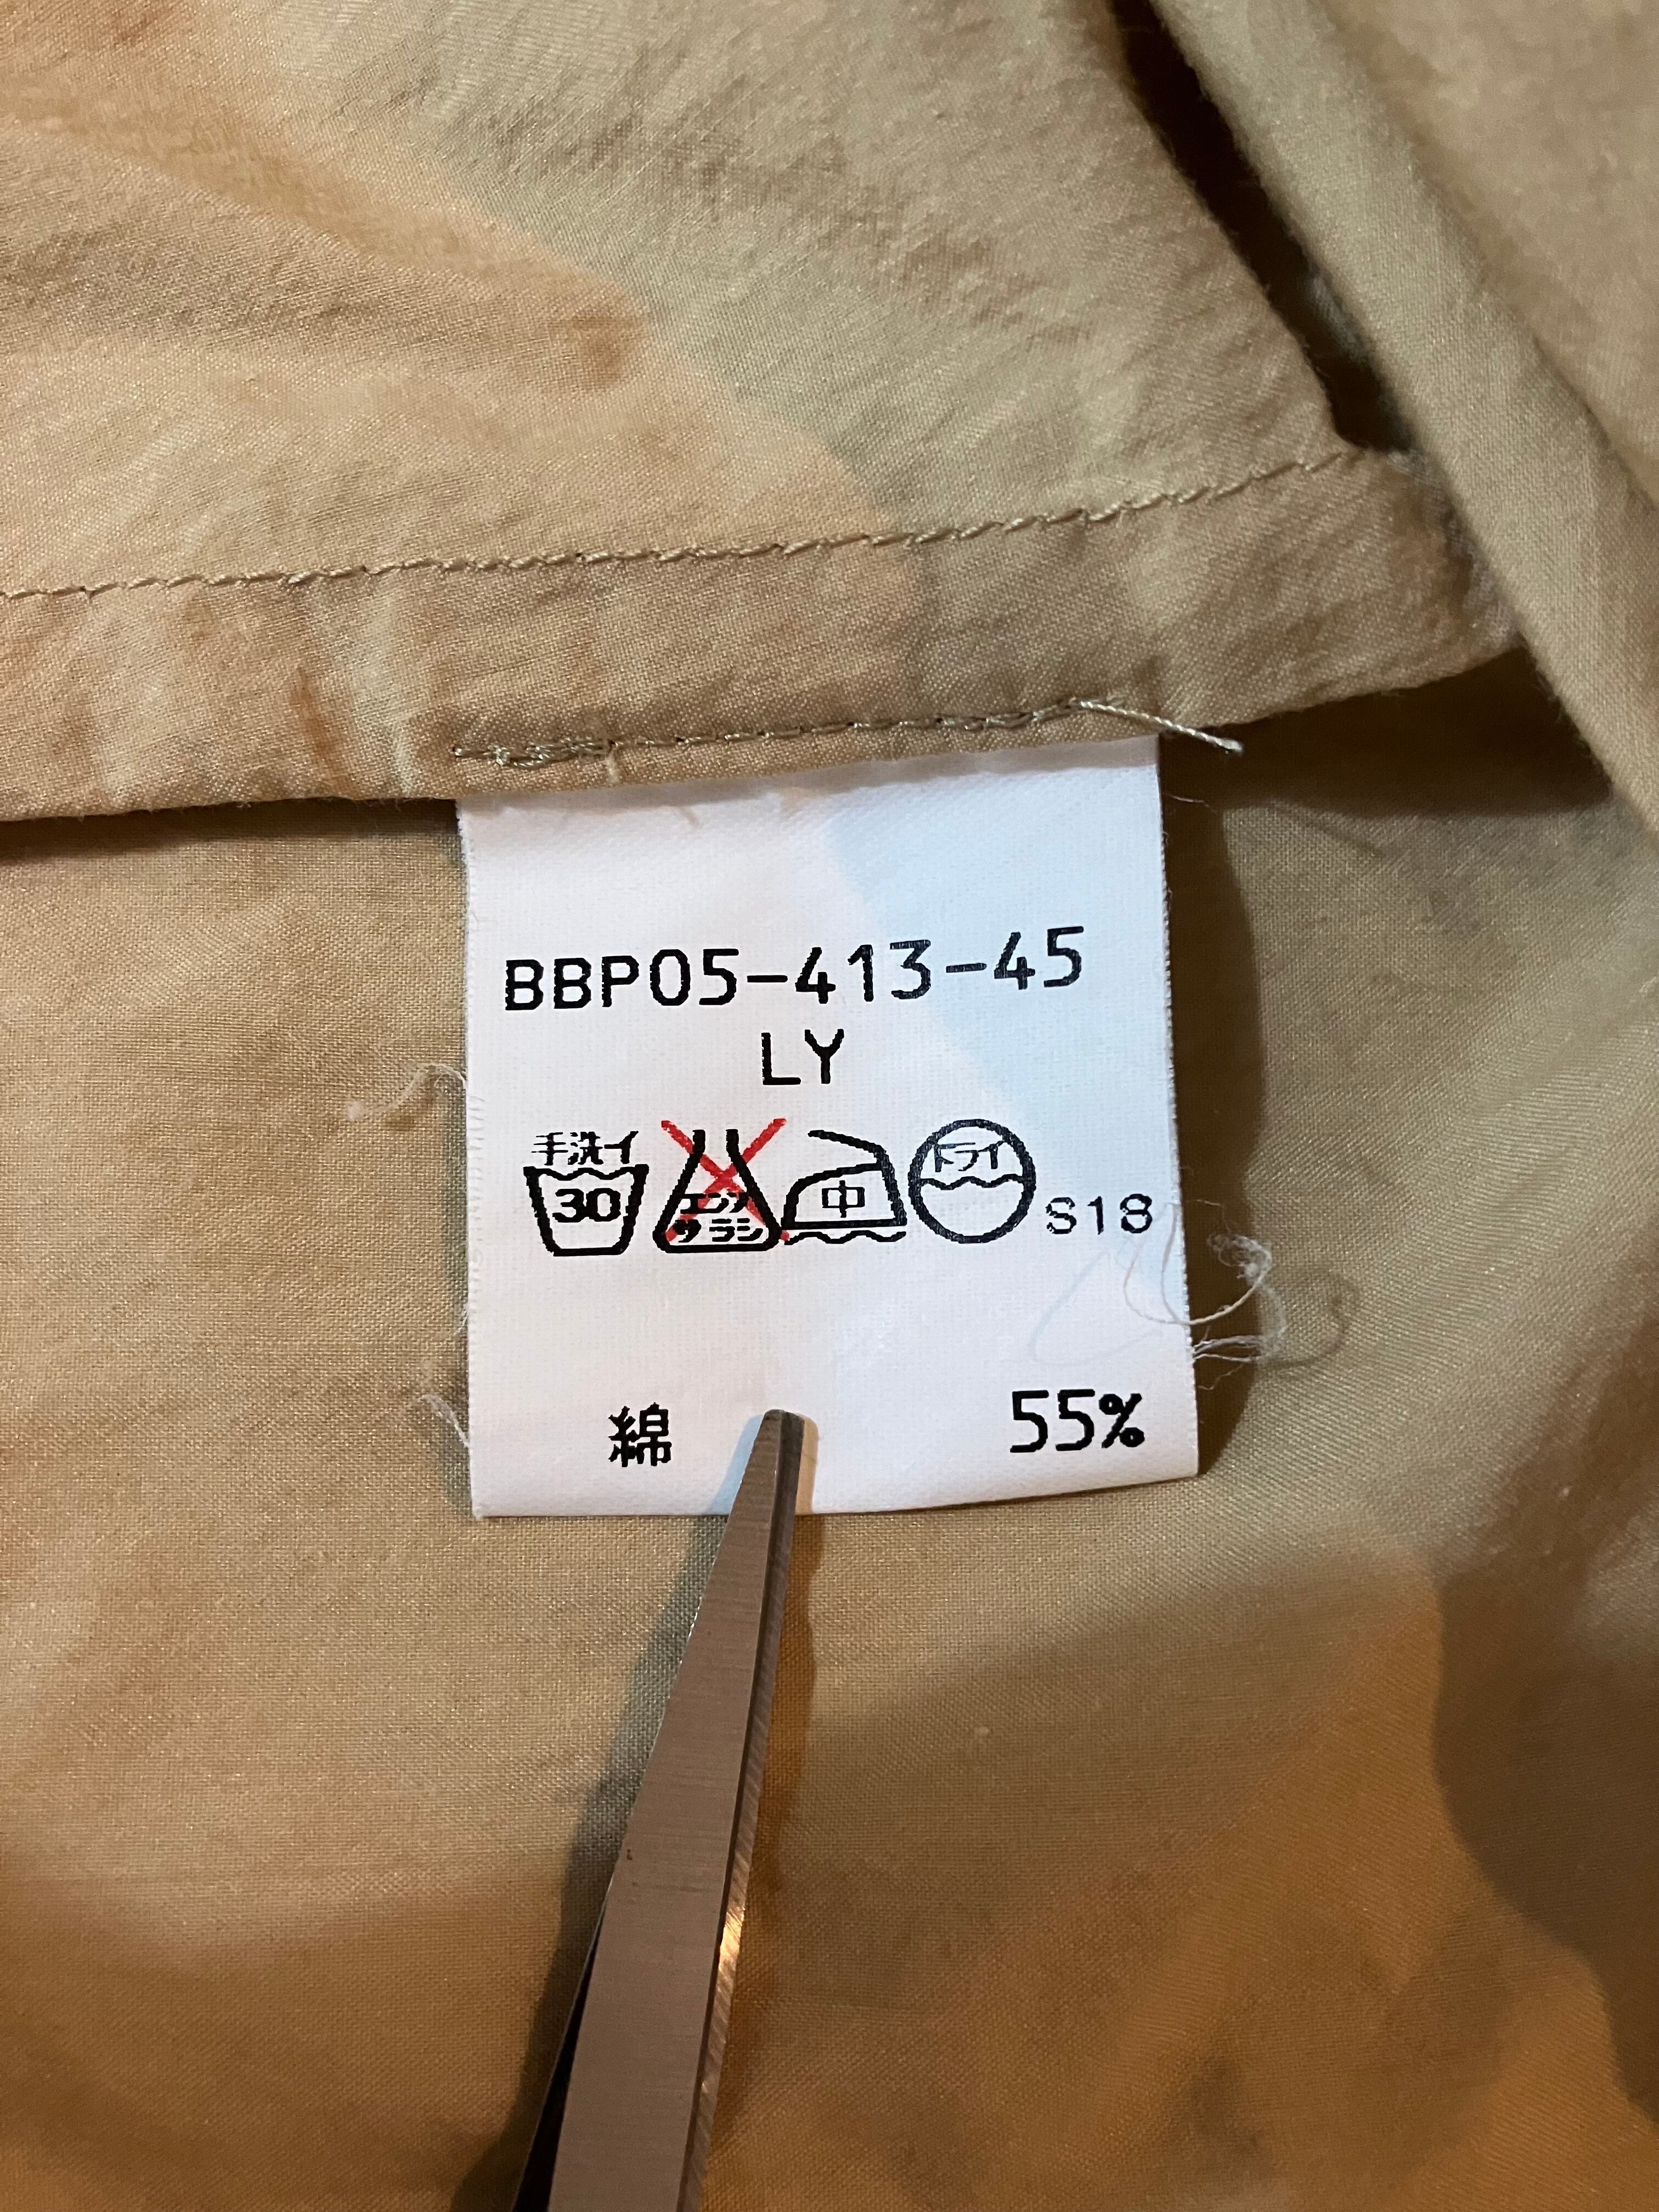 BBP05-413-45
LY
手洗イ
30
エンソ
サラシ
中
ドライ
S18
綿 55%